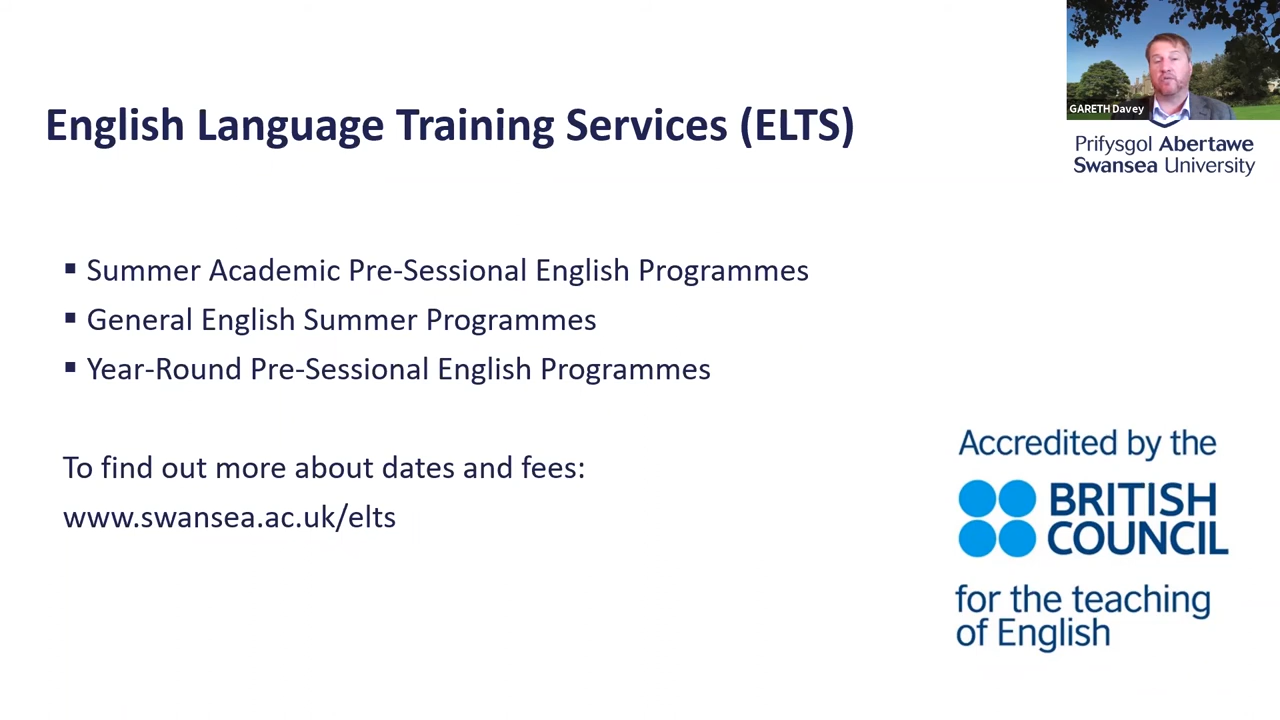 GARETH Davey
Prifysgol Abertawe
Swansea University
English Language Training Services (ELTS)
Summer Academic Pre-Sessional English Programmes
General English Summer Programmes
Year-Round Pre-Sessional English Programmes
To find out more about dates and fees:
www.swansea.ac.uk/elts
Accredited by the
BRITISH
COUNCIL
for the teaching
of English